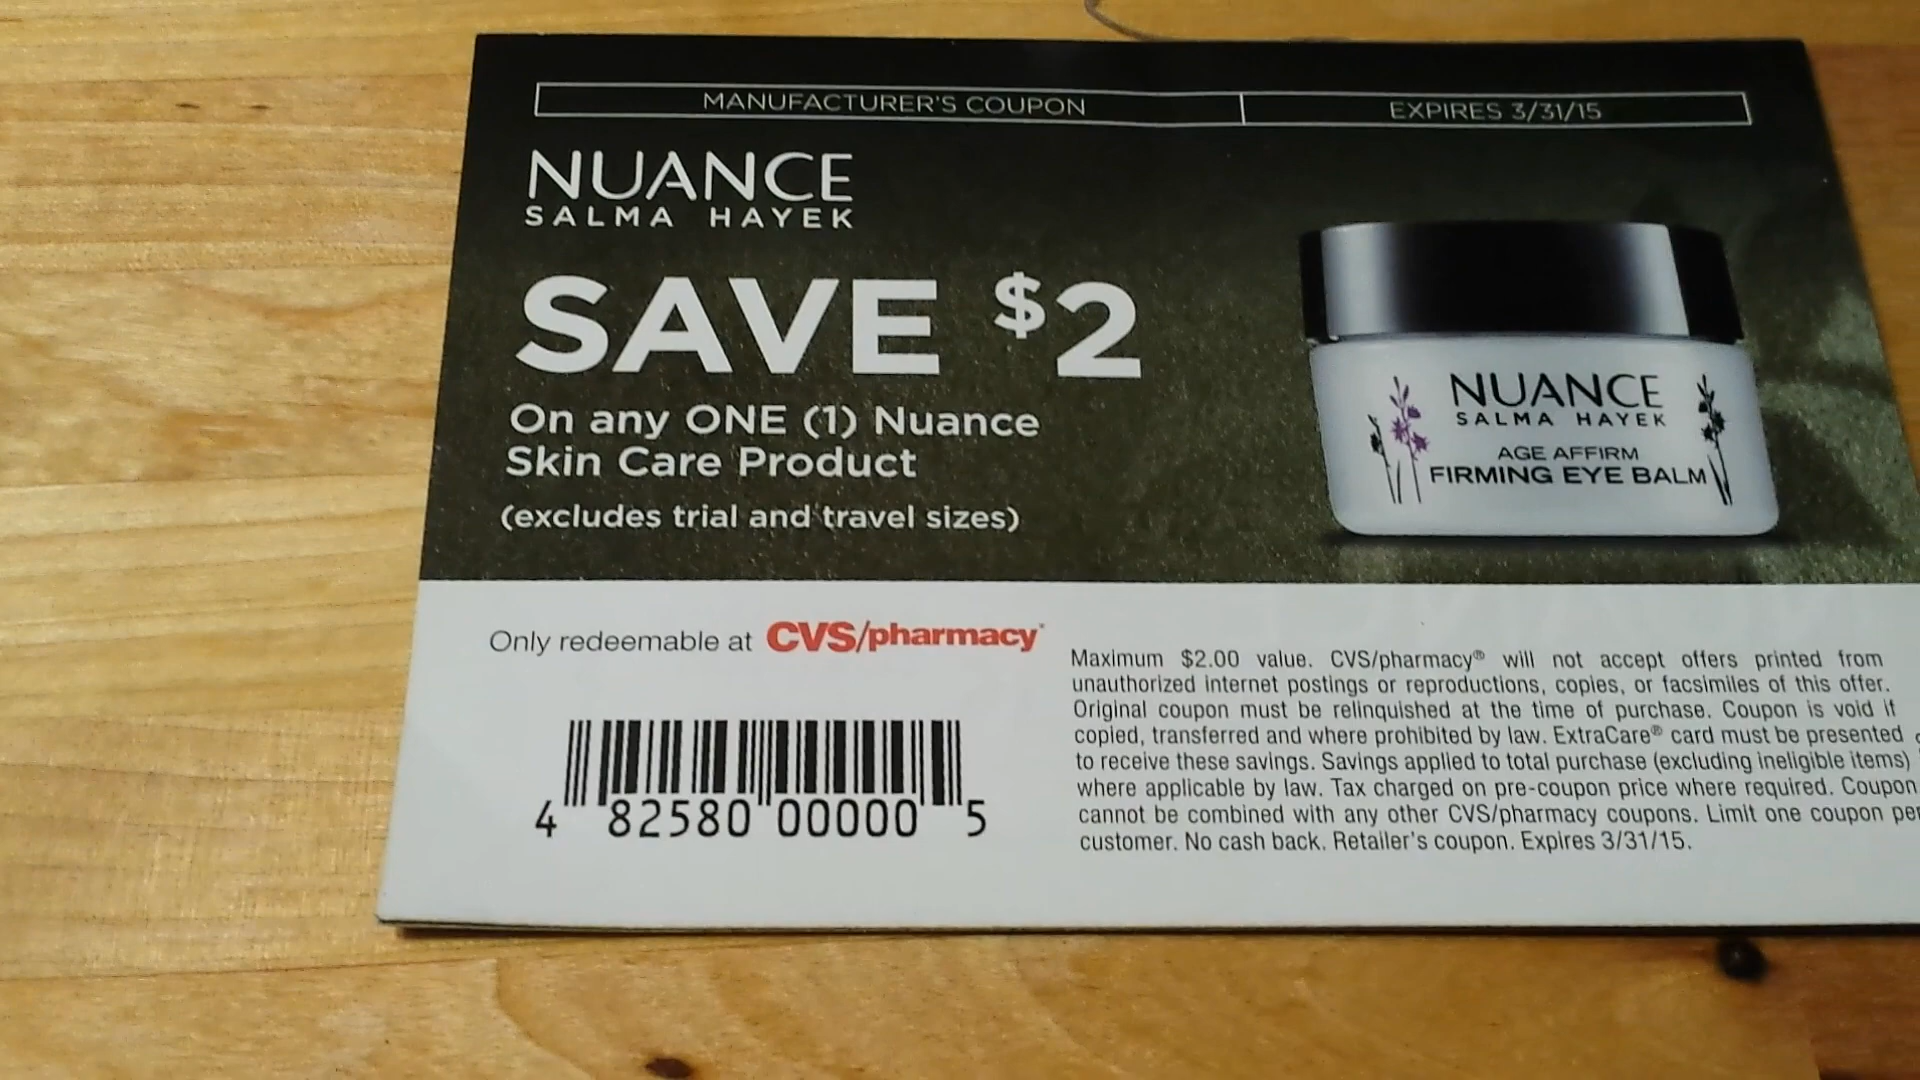 MANUFACTURER'S COUPON EXPIRES 3/31/15
NUANCE
SALMA HAYEK
SAVE $2
On any ONE (1) Nuance
Skin Care Product
(excludes trial and travel sizes)
NUANCE
SALMA HAYEK
AGE AFFIRM
FIRMING EYE BALM
Only redeemable at CVS/pharmacy
4 82580 00000 5
Maximum $2.00 value. CVS/pharmacy® will not accept offers printed from
unauthorized internet postings or reproductions, copies, or facsimiles of this offer.
Original coupon must be relinquished at the time of purchase. Coupon is void if
copied, transferred and where prohibited by law. ExtraCare® card must be presented
to receive these savings. Savings applied to total purchase (excluding ineligible items)
where applicable by law. Tax charged on pre-coupon price where required. Coupon
cannot be combined with any other CVS/pharmacy coupons. Limit one coupon per
customer. No cash back. Retailer's coupon. Expires 3/31/15.